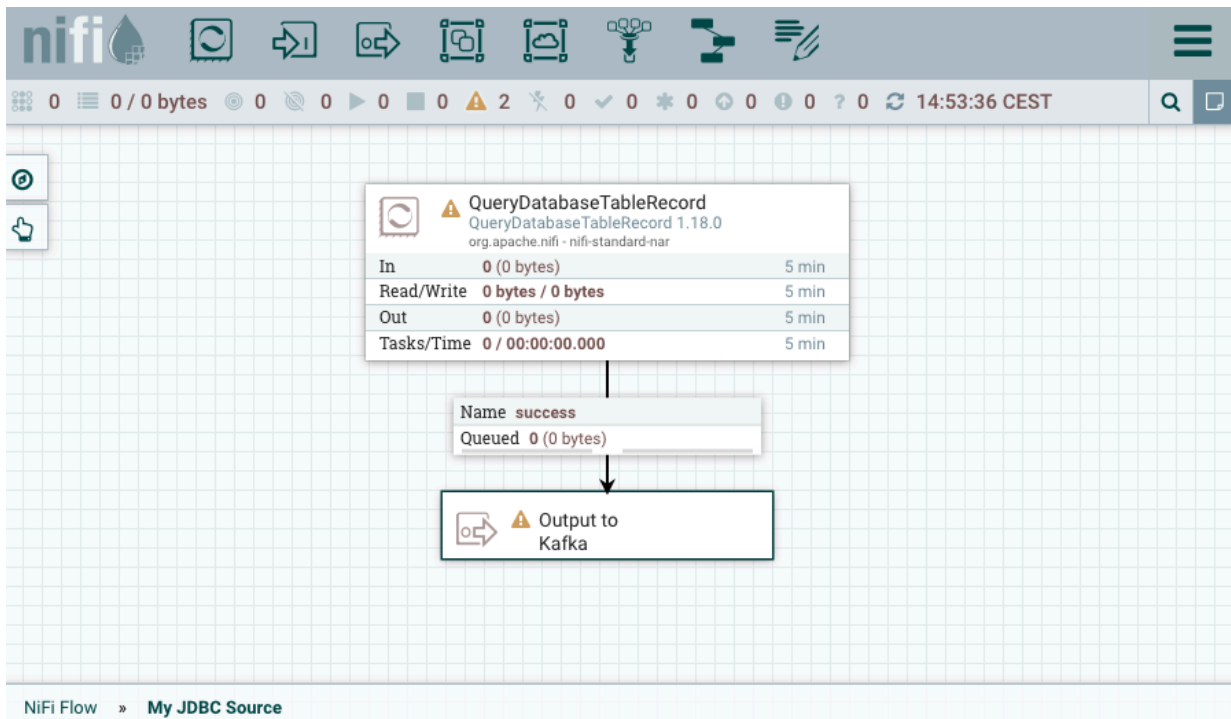 nifi
0 0 / 0 bytes 0 0 0 0 2 0 0 0 0 0 ? 0 14:53:36 CEST
QueryDatabaseTableRecord
QueryDatabaseTableRecord 1.18.0
org.apache.nifi - nifi-standard-nar
In 0 (0 bytes) 5 min
Read/Write 0 bytes / 0 bytes 5 min
Out 0 (0 bytes) 5 min
Tasks/Time 0 / 00:00:00.000 5 min
Name success
Queued 0 (0 bytes)
Output to
Kafka
NiFi Flow » My JDBC Source